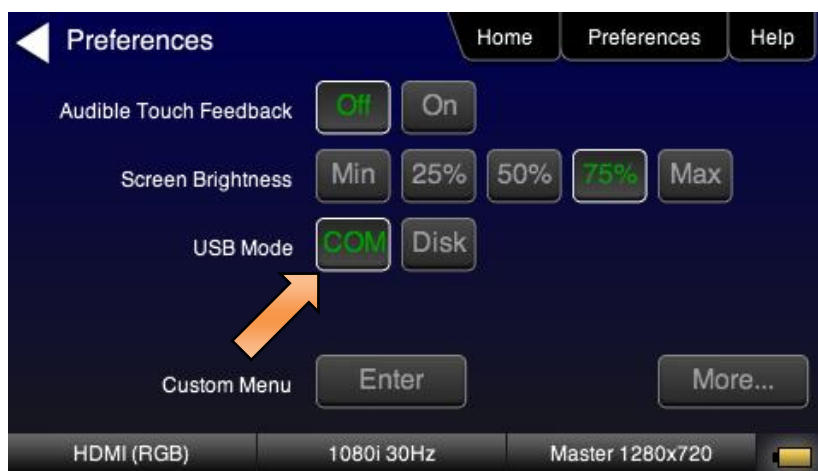 Preferences Home Preferences Help
Audible Touch Feedback Off On
Screen Brightness Min 25% 50% 75% Max
USB Mode COM Disk
Custom Menu Enter More...
HDMI (RGB) 1080i 30Hz Master 1280x720